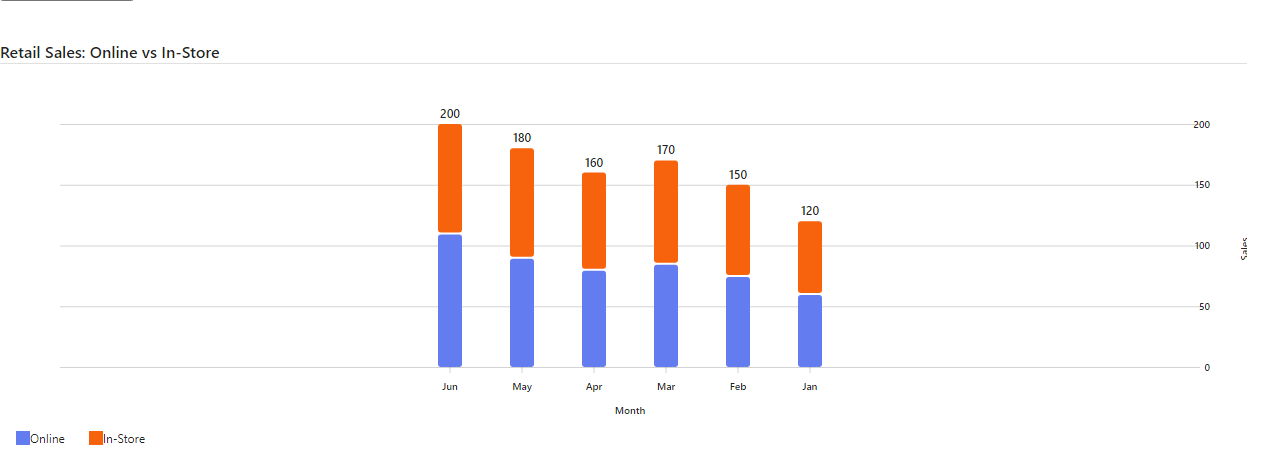 Retail Sales: Online vs In-Store
200
180
160
170
150
120
200
150
100
50
0
Sales
Jun May Apr Mar Feb Jan
Month
Online In-Store